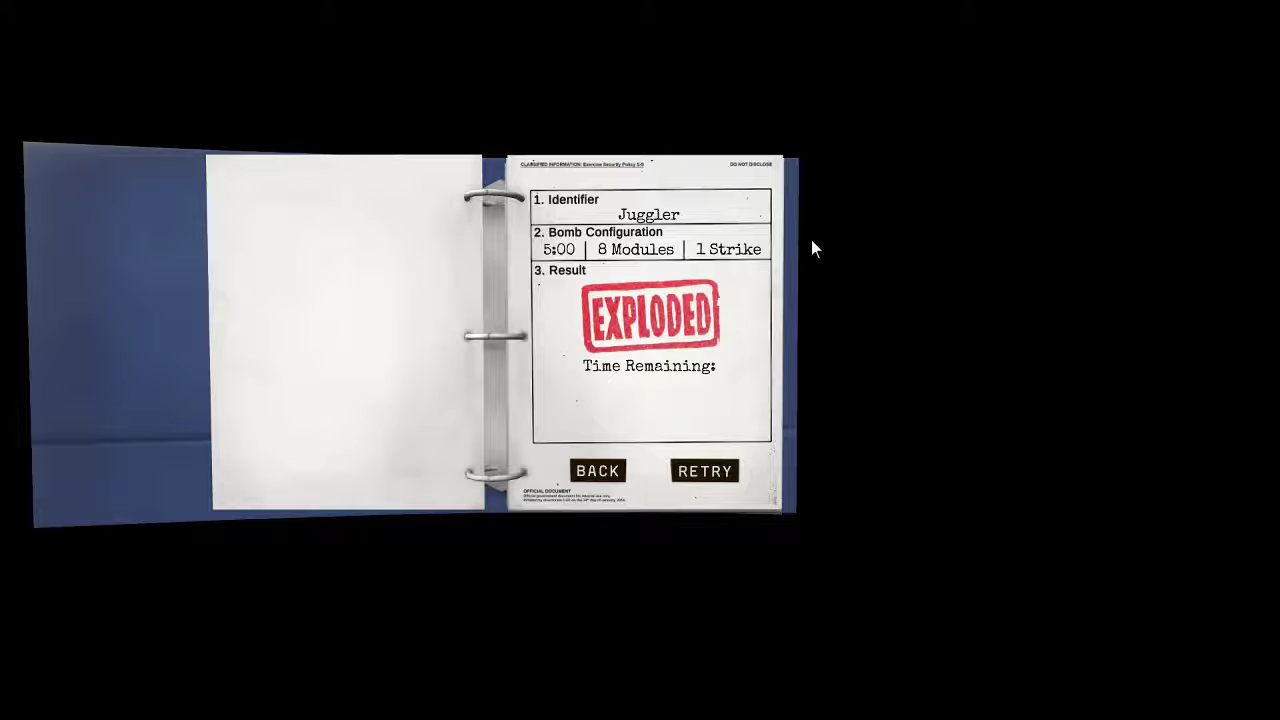 CLASSIFIED INFORMATION: Exercise Security Policy 5-9
DO NOT DISCLOSE
1. Identifier
Juggler
2. Bomb Configuration
5:00 | 8 Modules | 1 Strike
3. Result
EXPLODED
Time Remaining:
BACK
RETRY
OFFICIAL DOCUMENT